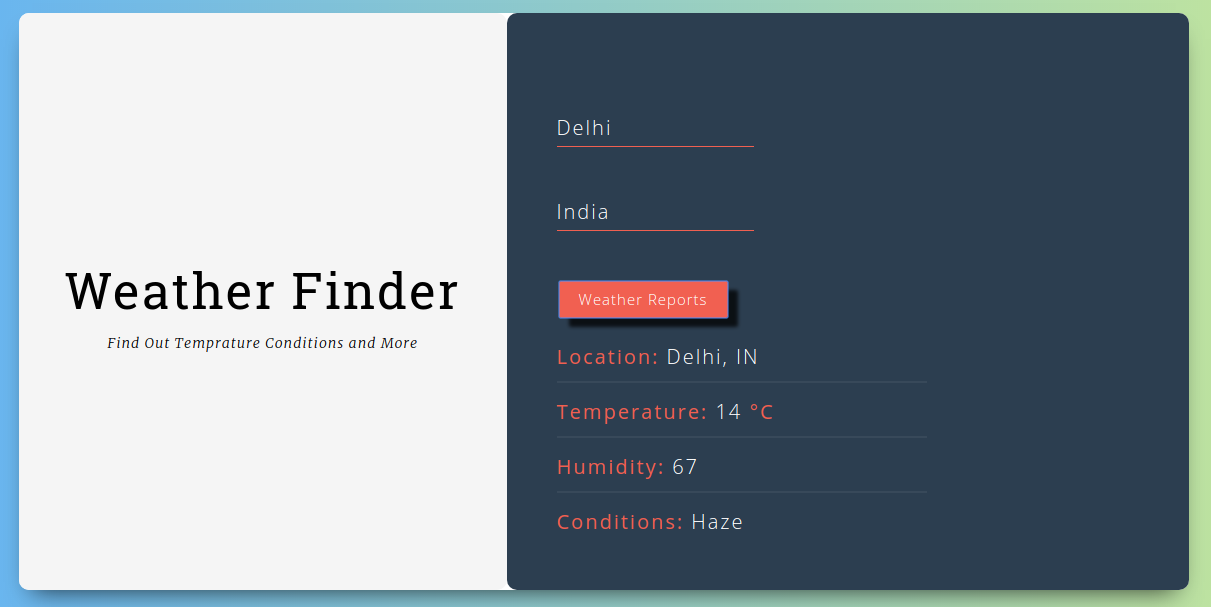 Weather Finder
Find Out Temprature Conditions and More
Delhi
India
Weather Reports
Location: Delhi, IN
Temperature: 14 °C
Humidity: 67
Conditions: Haze